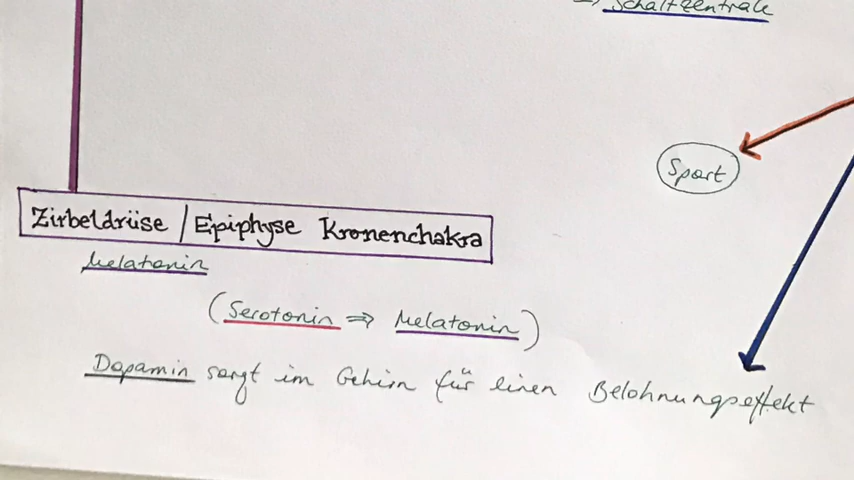 => Schaltzentrale
Sport
Zirbeldrüse / Epiphyse Kronenchakra
Melatonin
(Serotonin => Melatonin)
Dopamin sorgt im Gehirn für einen Belohnungseffekt